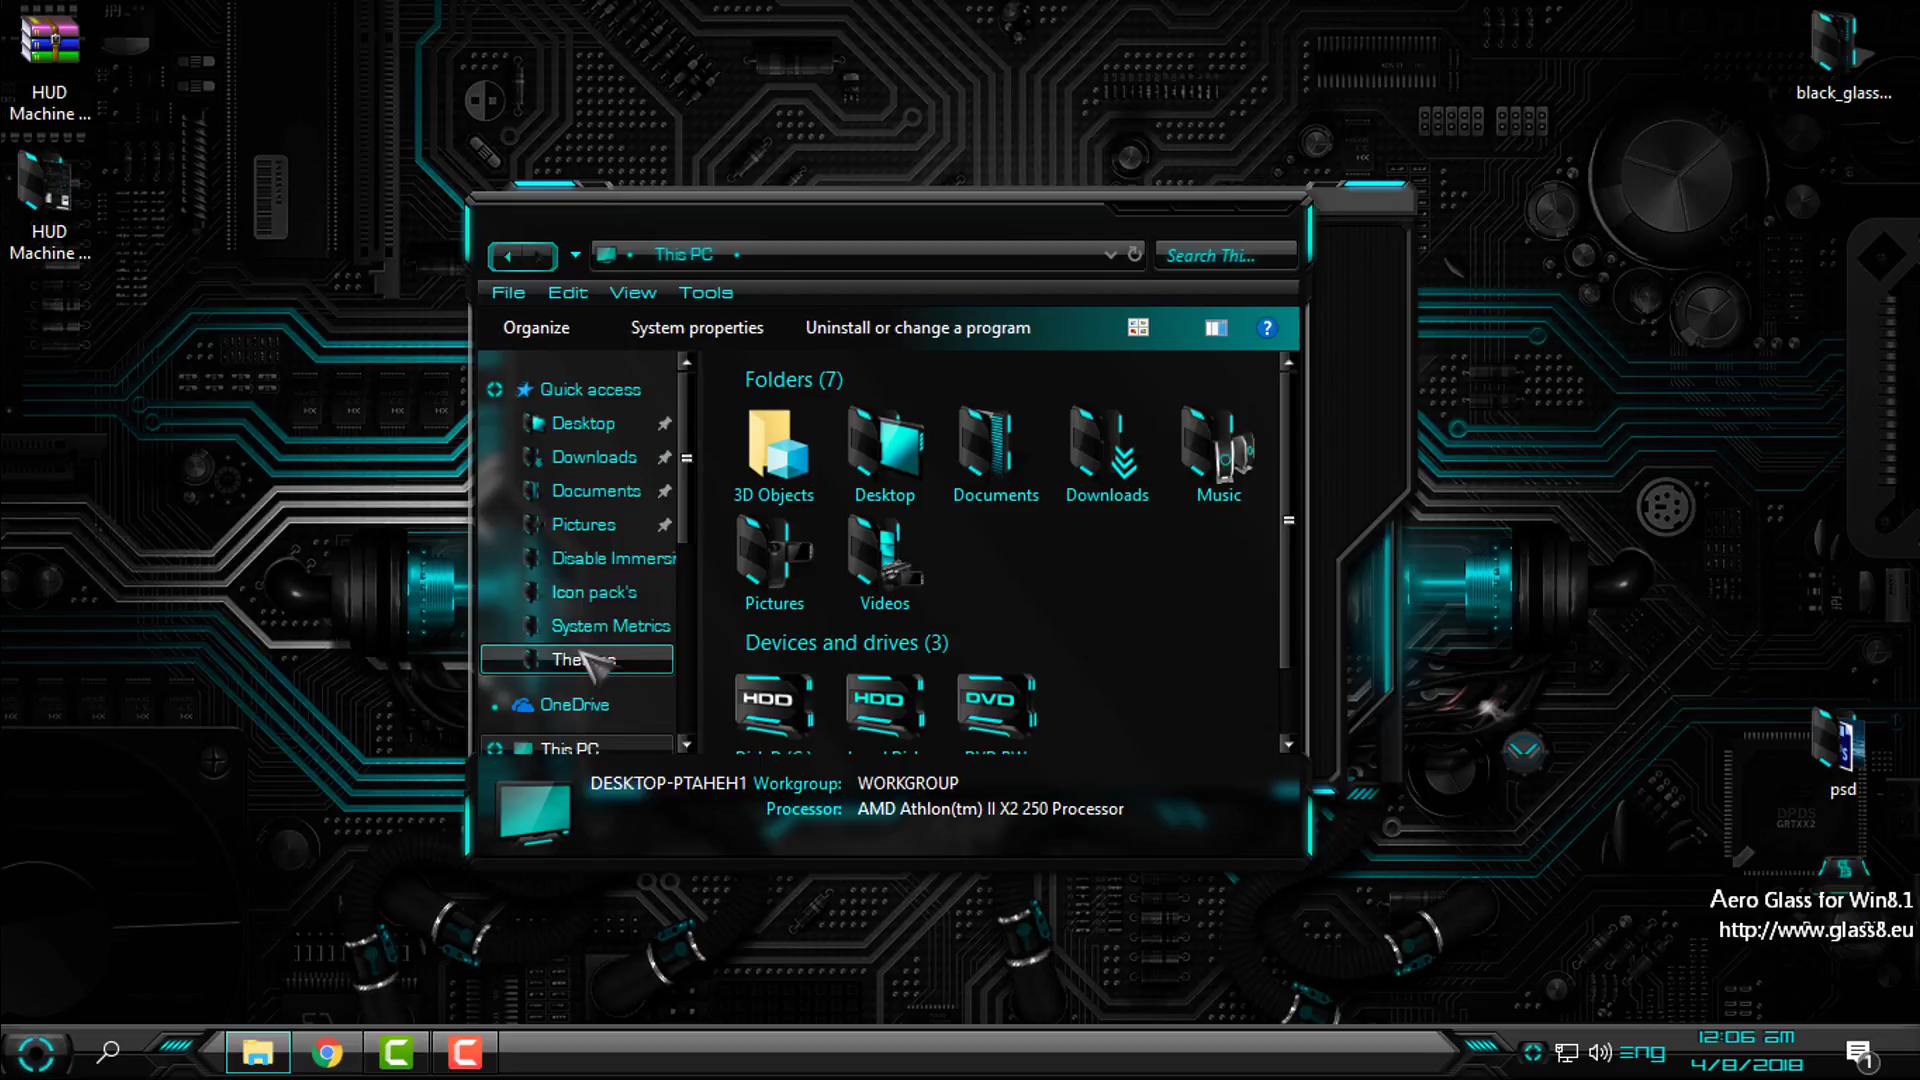 HUD
Machine ...
HUD
Machine ...
black_glass...
This PC
Search Thi...
File Edit View Tools
Organize System properties Uninstall or change a program
?
Quick access
Desktop
Downloads
Documents
Pictures
Disable Immersi
Icon pack's
System Metrics
OneDrive
This PC
Folders (7)
3D Objects Desktop Documents Downloads Music
Pictures Videos
Devices and drives (3)
HDD HDD DVD
DESKTOP-PTAHEH1 Workgroup: WORKGROUP
Processor: AMD Athlon(tm) II X2 250 Processor
psd
DPDS
GRTXX2
Aero Glass for Win8.1
http://www.glass8.eu
eng
12:06 am
4/8/2018
1